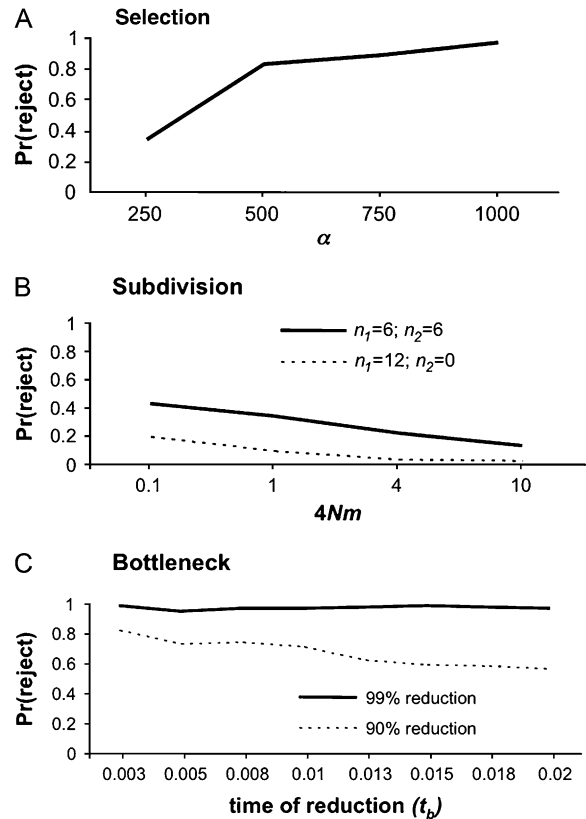 A Selection
Pr(reject)
1
0.8
0.6
0.4
0.2
0
250 500 750 1000
α
B Subdivision
Pr(reject)
1
0.8
0.6
0.4
0.2
0
n1=6; n2=6
n1=12; n2=0
0.1 1 4 10
4Nm
C Bottleneck
Pr(reject)
1
0.8
0.6
0.4
0.2
0
99% reduction
90% reduction
0.003 0.005 0.008 0.01 0.013 0.015 0.018 0.02
time of reduction (tb)